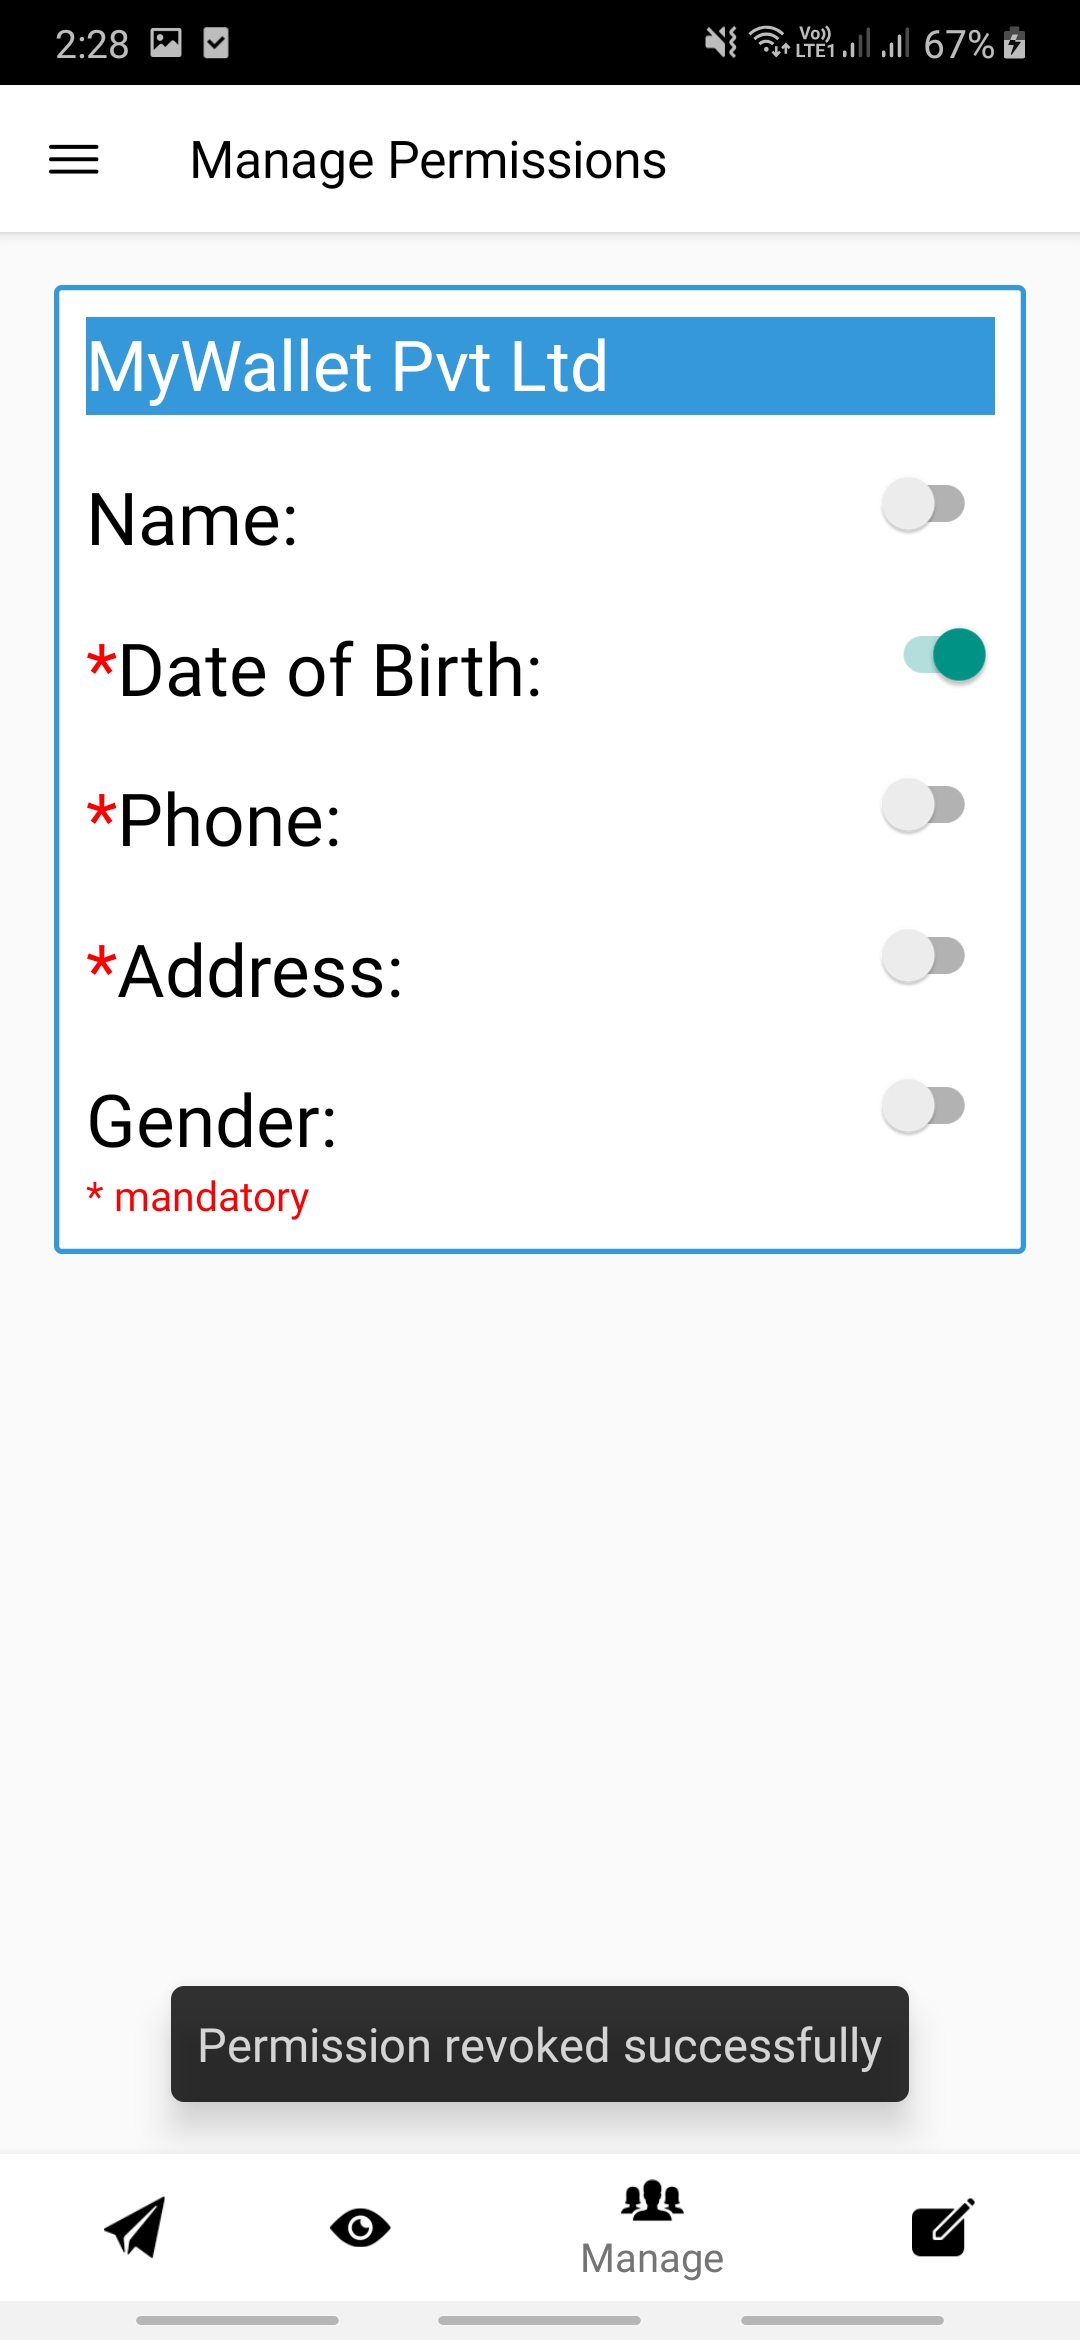 2:28
Vo)) LTE1 67%
Manage Permissions
MyWallet Pvt Ltd
Name:
*Date of Birth:
*Phone:
*Address:
Gender:
* mandatory
Permission revoked successfully
Manage